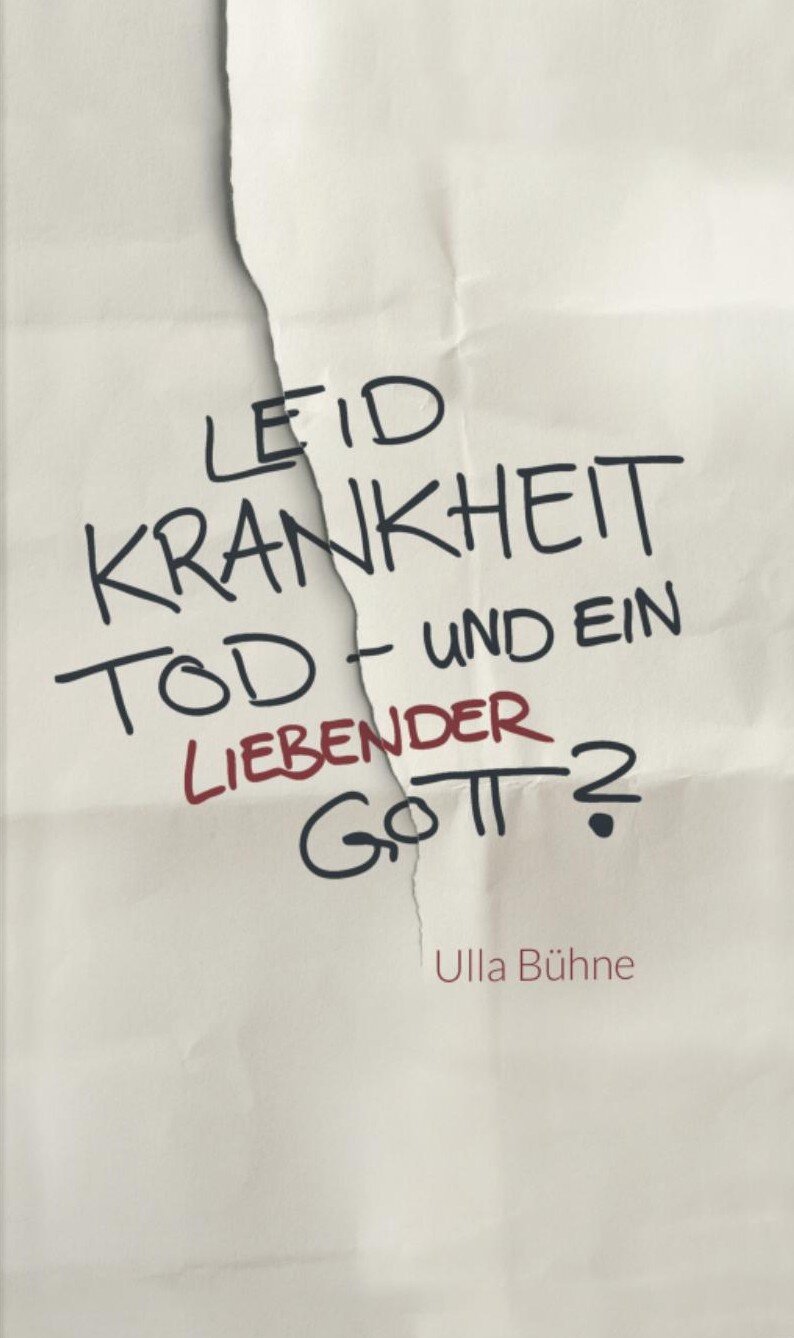 LEID
KRANKHEIT
TOD - UND EIN
LIEBENDER
GOTT?
Ulla Bühne